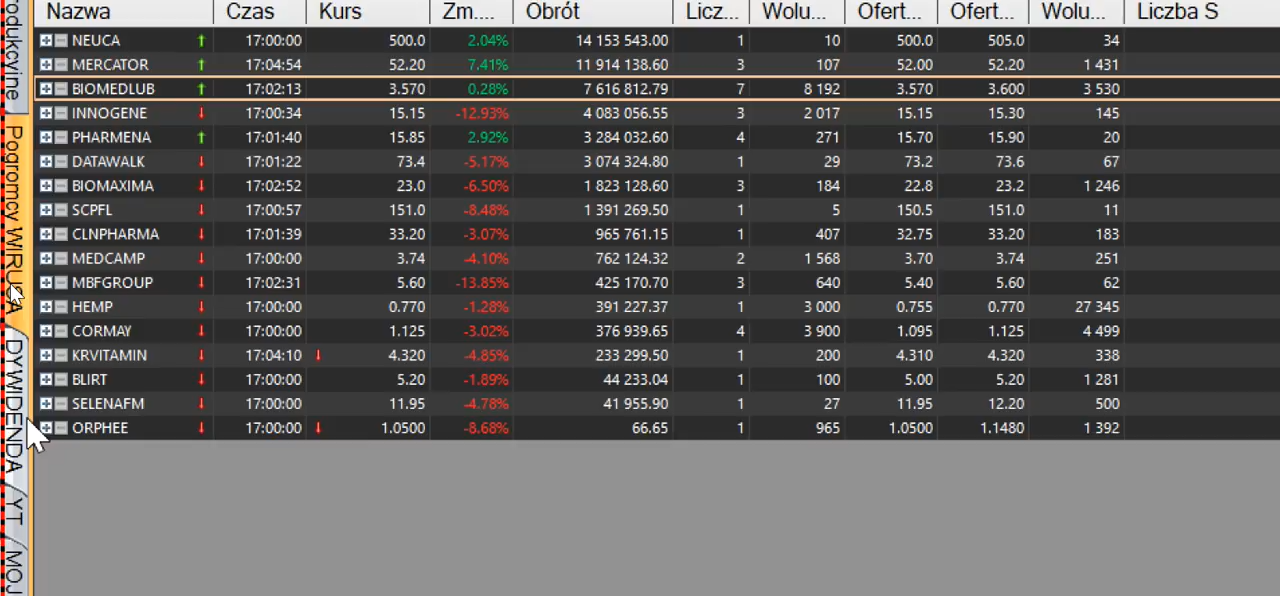 Nazwa Czas Kurs Zm.... Obrót Licz... Wolu... Ofert... Ofert... Wolu... Liczba S
NEUCA 17:00:00 500.0 2.04% 14 153 543.00 1 10 500.0 505.0 34
MERCATOR 17:04:54 52.20 7.41% 11 914 138.60 3 107 52.00 52.20 1 431
BIOMEDLUB 17:02:13 3.570 0.28% 7 616 812.79 7 8 192 3.570 3.600 3 530
INNOGENE 17:00:34 15.15 -12.93% 4 083 056.55 3 2 017 15.15 15.30 145
PHARMENA 17:01:40 15.85 2.92% 3 284 032.60 4 271 15.70 15.90 20
DATAWALK 17:01:22 73.4 -5.17% 3 074 324.80 1 29 73.2 73.6 67
BIOMAXIMA 17:02:52 23.0 -6.50% 1 823 128.60 3 184 22.8 23.2 1 246
SCPFL 17:00:57 151.0 -8.48% 1 391 269.50 1 5 150.5 151.0 11
CLNPHARMA 17:01:39 33.20 -3.07% 965 761.15 1 407 32.75 33.20 183
MEDCAMP 17:00:00 3.74 -4.10% 762 124.32 2 1 568 3.70 3.74 251
MBFGROUP 17:02:31 5.60 -13.85% 425 170.70 3 640 5.40 5.60 62
HEMP 17:00:00 0.770 -1.28% 391 227.37 1 3 000 0.755 0.770 27 345
CORMAY 17:00:00 1.125 -3.02% 376 939.65 4 3 900 1.095 1.125 4 499
KRVITAMIN 17:04:10 4.320 -4.85% 233 299.50 1 200 4.310 4.320 338
BLIRT 17:00:00 5.20 -1.89% 44 233.04 1 100 5.00 5.20 1 281
SELENAFM 17:00:00 11.95 -4.78% 41 955.90 1 27 11.95 12.20 500
ORPHEE 17:00:00 1.0500 -8.68% 66.65 1 965 1.0500 1.1480 1 392
odukcyjne
Pogromcy WIRUSA
DYWIDENDA
YT
MOJ